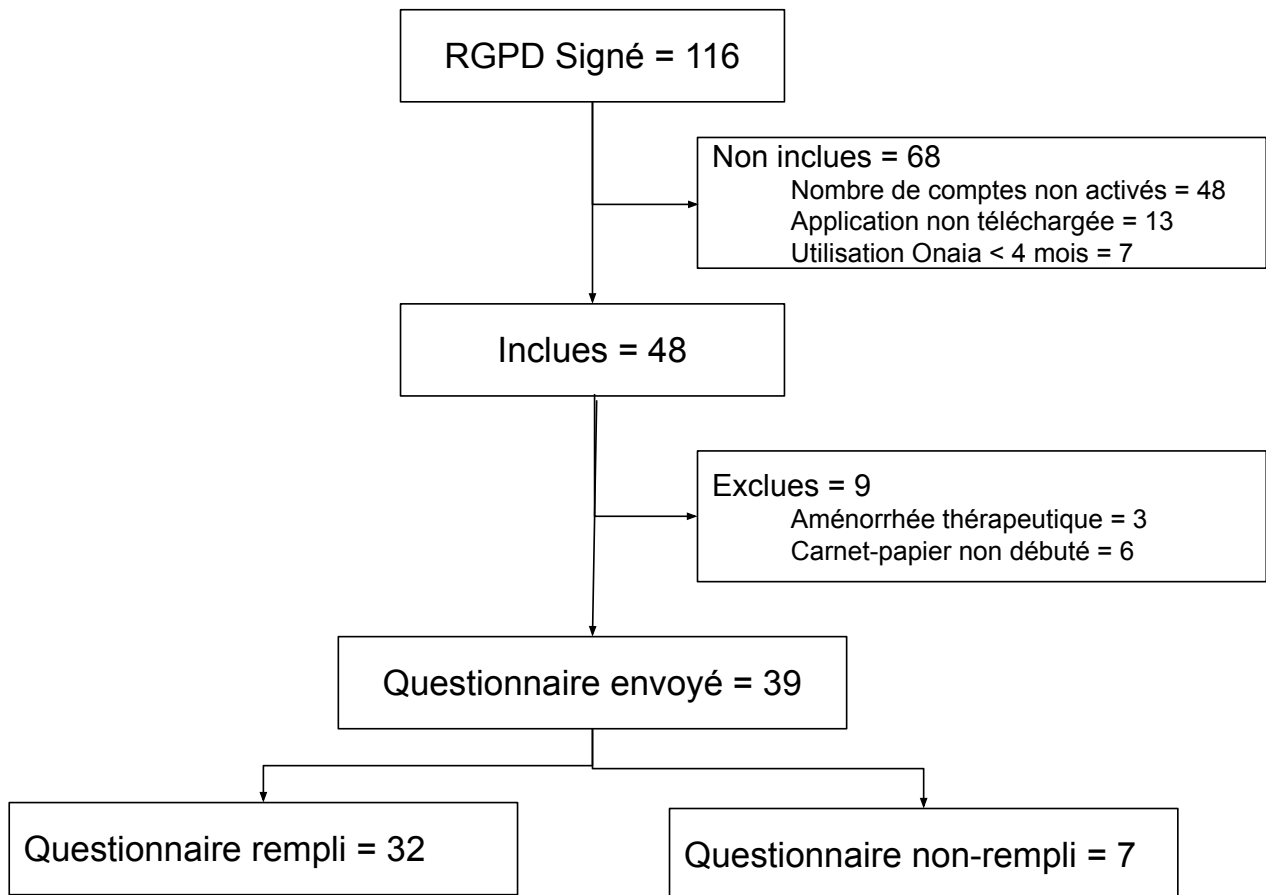 RGPD Signé = 116
Non inclues = 68
Nombre de comptes non activés = 48
Application non téléchargée = 13
Utilisation Onaia < 4 mois = 7
Inclues = 48
Exclues = 9
Aménorrhée thérapeutique = 3
Carnet-papier non débuté = 6
Questionnaire envoyé = 39
Questionnaire rempli = 32
Questionnaire non-rempli = 7